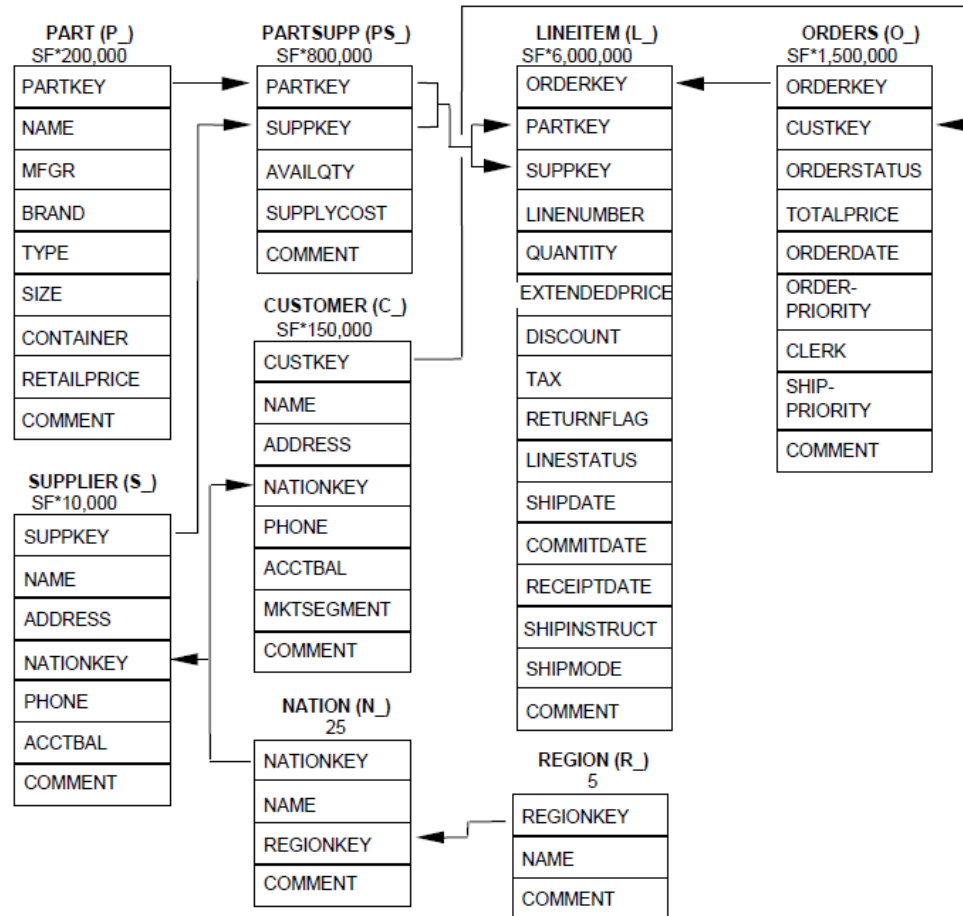 PART (P_)
SF*200,000
PARTKEY
NAME
MFGR
BRAND
TYPE
SIZE
CONTAINER
RETAILPRICE
COMMENT
SUPPLIER (S_)
SF*10,000
SUPPKEY
NAME
ADDRESS
NATIONKEY
PHONE
ACCTBAL
COMMENT
PARTSUPP (PS_)
SF*800,000
PARTKEY
SUPPKEY
AVAILQTY
SUPPLYCOST
COMMENT
CUSTOMER (C_)
SF*150,000
CUSTKEY
NAME
ADDRESS
NATIONKEY
PHONE
ACCTBAL
MKTSEGMENT
COMMENT
NATION (N_)
25
NATIONKEY
NAME
REGIONKEY
COMMENT
LINEITEM (L_)
SF*6,000,000
ORDERKEY
PARTKEY
SUPPKEY
LINENUMBER
QUANTITY
EXTENDEDPRICE
DISCOUNT
TAX
RETURNFLAG
LINESTATUS
SHIPDATE
COMMITDATE
RECEIPTDATE
SHIPINSTRUCT
SHIPMODE
COMMENT
REGION (R_)
5
REGIONKEY
NAME
COMMENT
ORDERS (O_)
SF*1,500,000
ORDERKEY
CUSTKEY
ORDERSTATUS
TOTALPRICE
ORDERDATE
ORDER-
PRIORITY
CLERK
SHIP-
PRIORITY
COMMENT